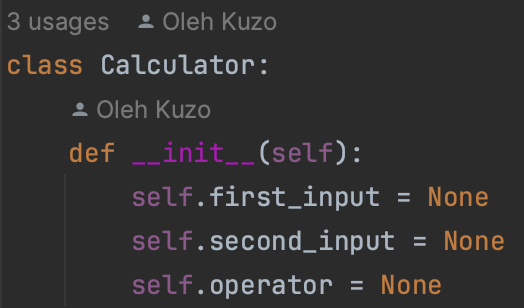 3 usages Oleh Kuzo
class Calculator:
Oleh Kuzo
def __init__(self):
self.first_input = None
self.second_input = None
self.operator = None